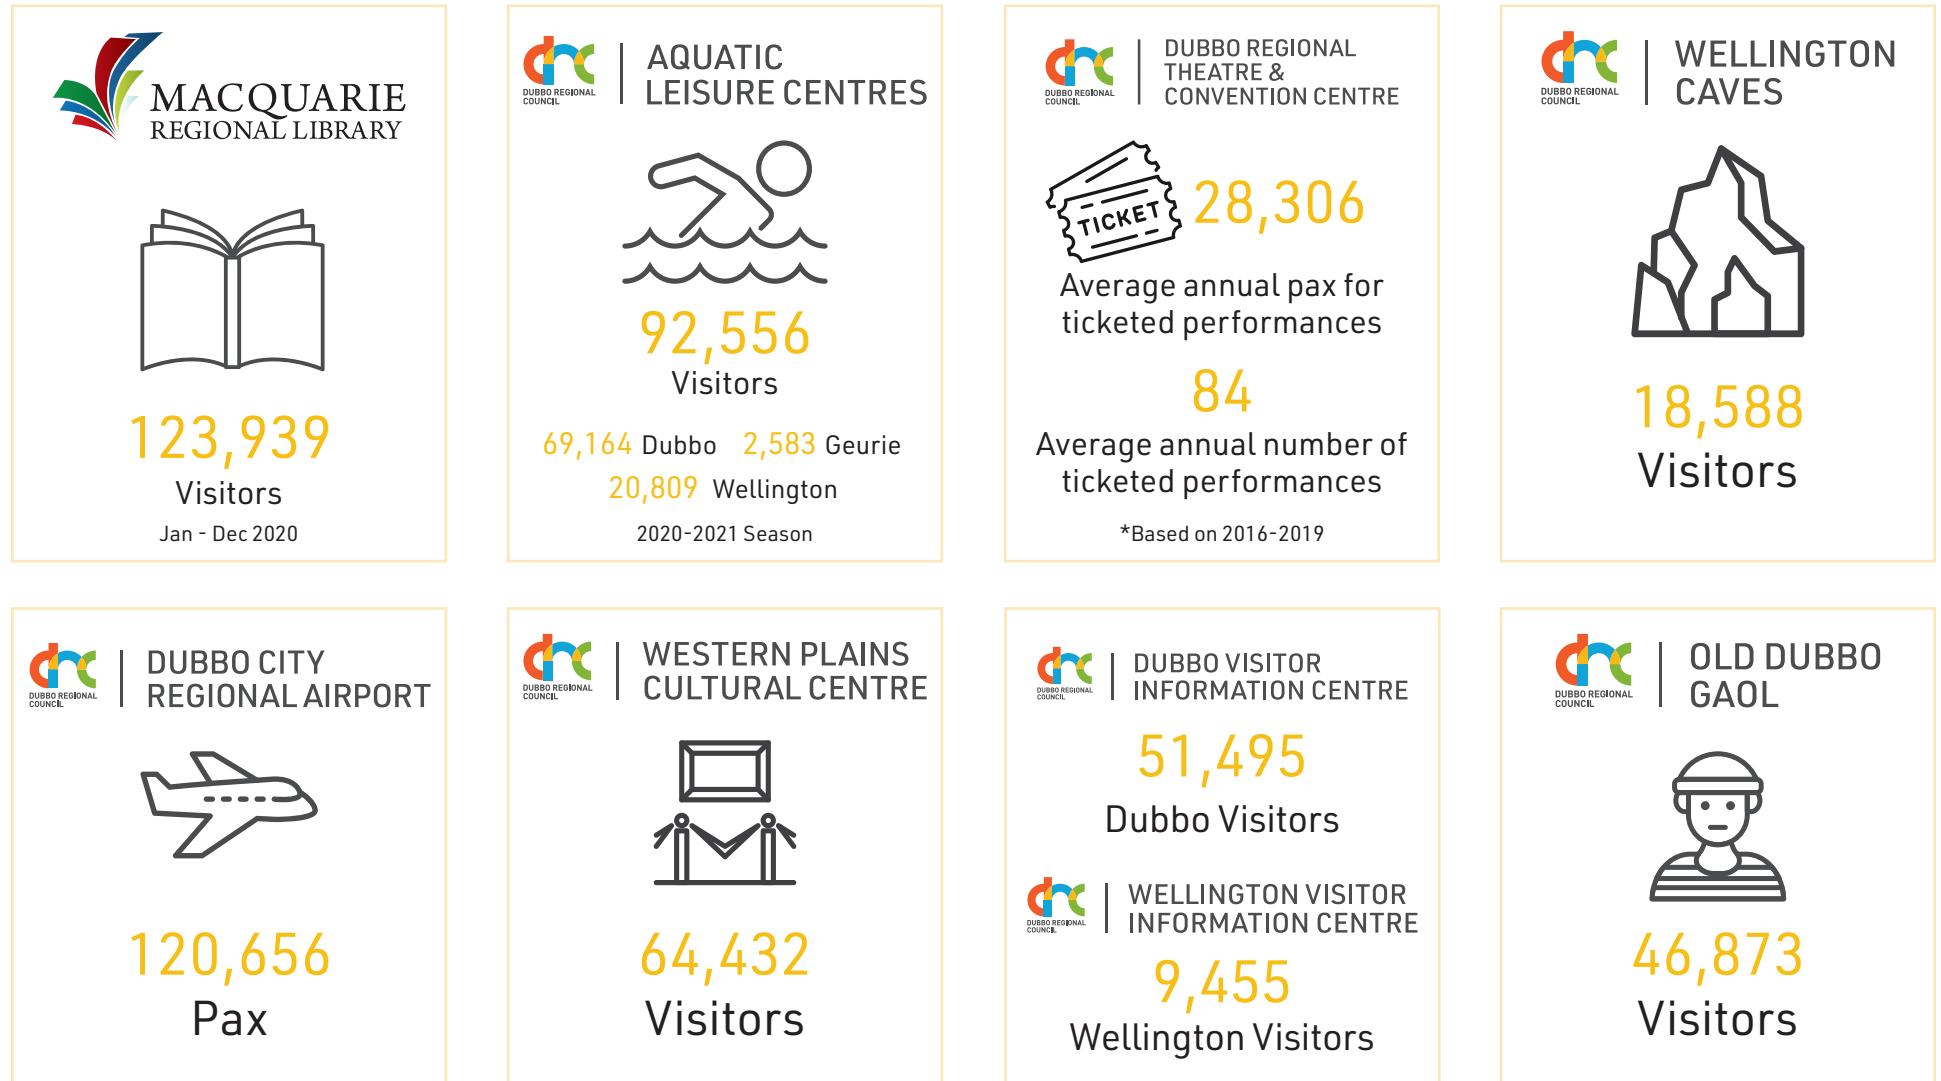 MACQUARIE
REGIONAL LIBRARY
123,939
Visitors
Jan - Dec 2020
DUBBO REGIONAL
COUNCIL
AQUATIC
LEISURE CENTRES
92,556
Visitors
69,164 Dubbo 2,583 Geurie
20,809 Wellington
2020-2021 Season
DUBBO REGIONAL
COUNCIL
DUBBO REGIONAL
THEATRE &
CONVENTION CENTRE
TICKET
28,306
Average annual pax for
ticketed performances
84
Average annual number of
ticketed performances
*Based on 2016-2019
DUBBO REGIONAL
COUNCIL
WELLINGTON
CAVES
18,588
Visitors
DUBBO REGIONAL
COUNCIL
DUBBO CITY
REGIONAL AIRPORT
120,656
Pax
DUBBO REGIONAL
COUNCIL
WESTERN PLAINS
CULTURAL CENTRE
64,432
Visitors
DUBBO REGIONAL
COUNCIL
DUBBO VISITOR
INFORMATION CENTRE
51,495
Dubbo Visitors
DUBBO REGIONAL
COUNCIL
WELLINGTON VISITOR
INFORMATION CENTRE
9,455
Wellington Visitors
DUBBO REGIONAL
COUNCIL
OLD DUBBO
GAOL
46,873
Visitors